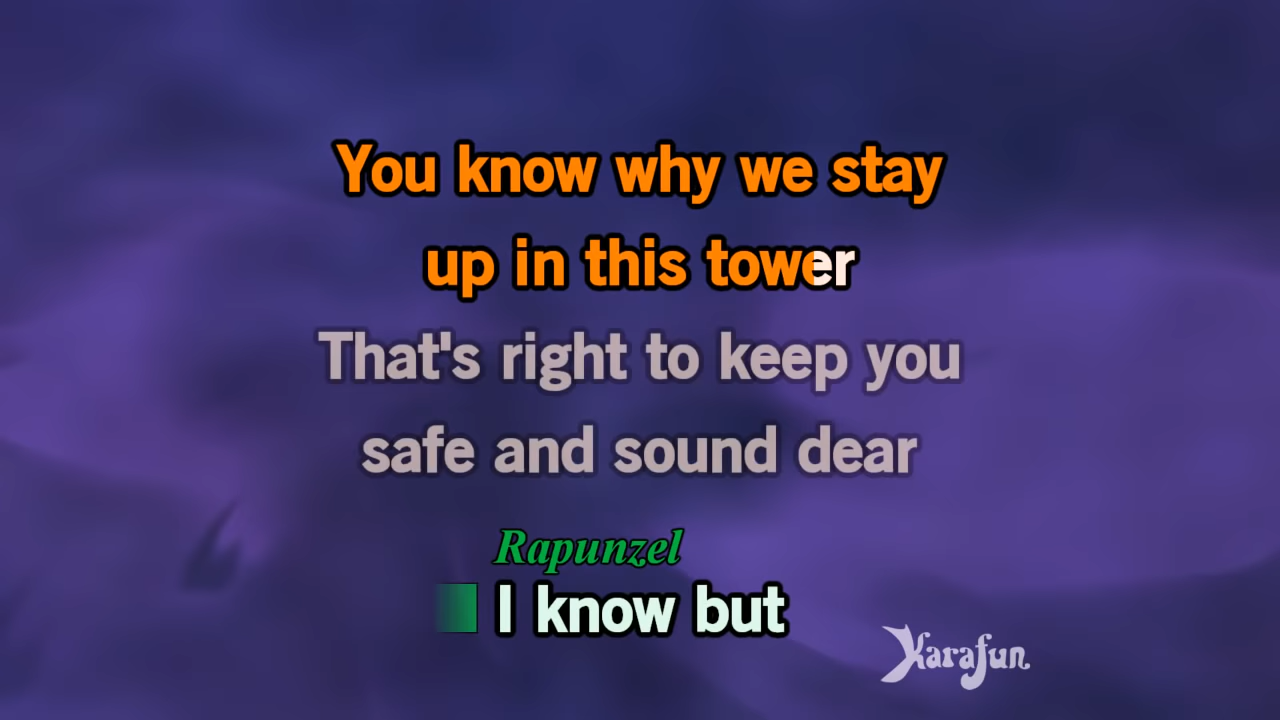 You know why we stay
up in this tower
That's right to keep you
safe and sound dear
Rapunzel
I know but
Karafun